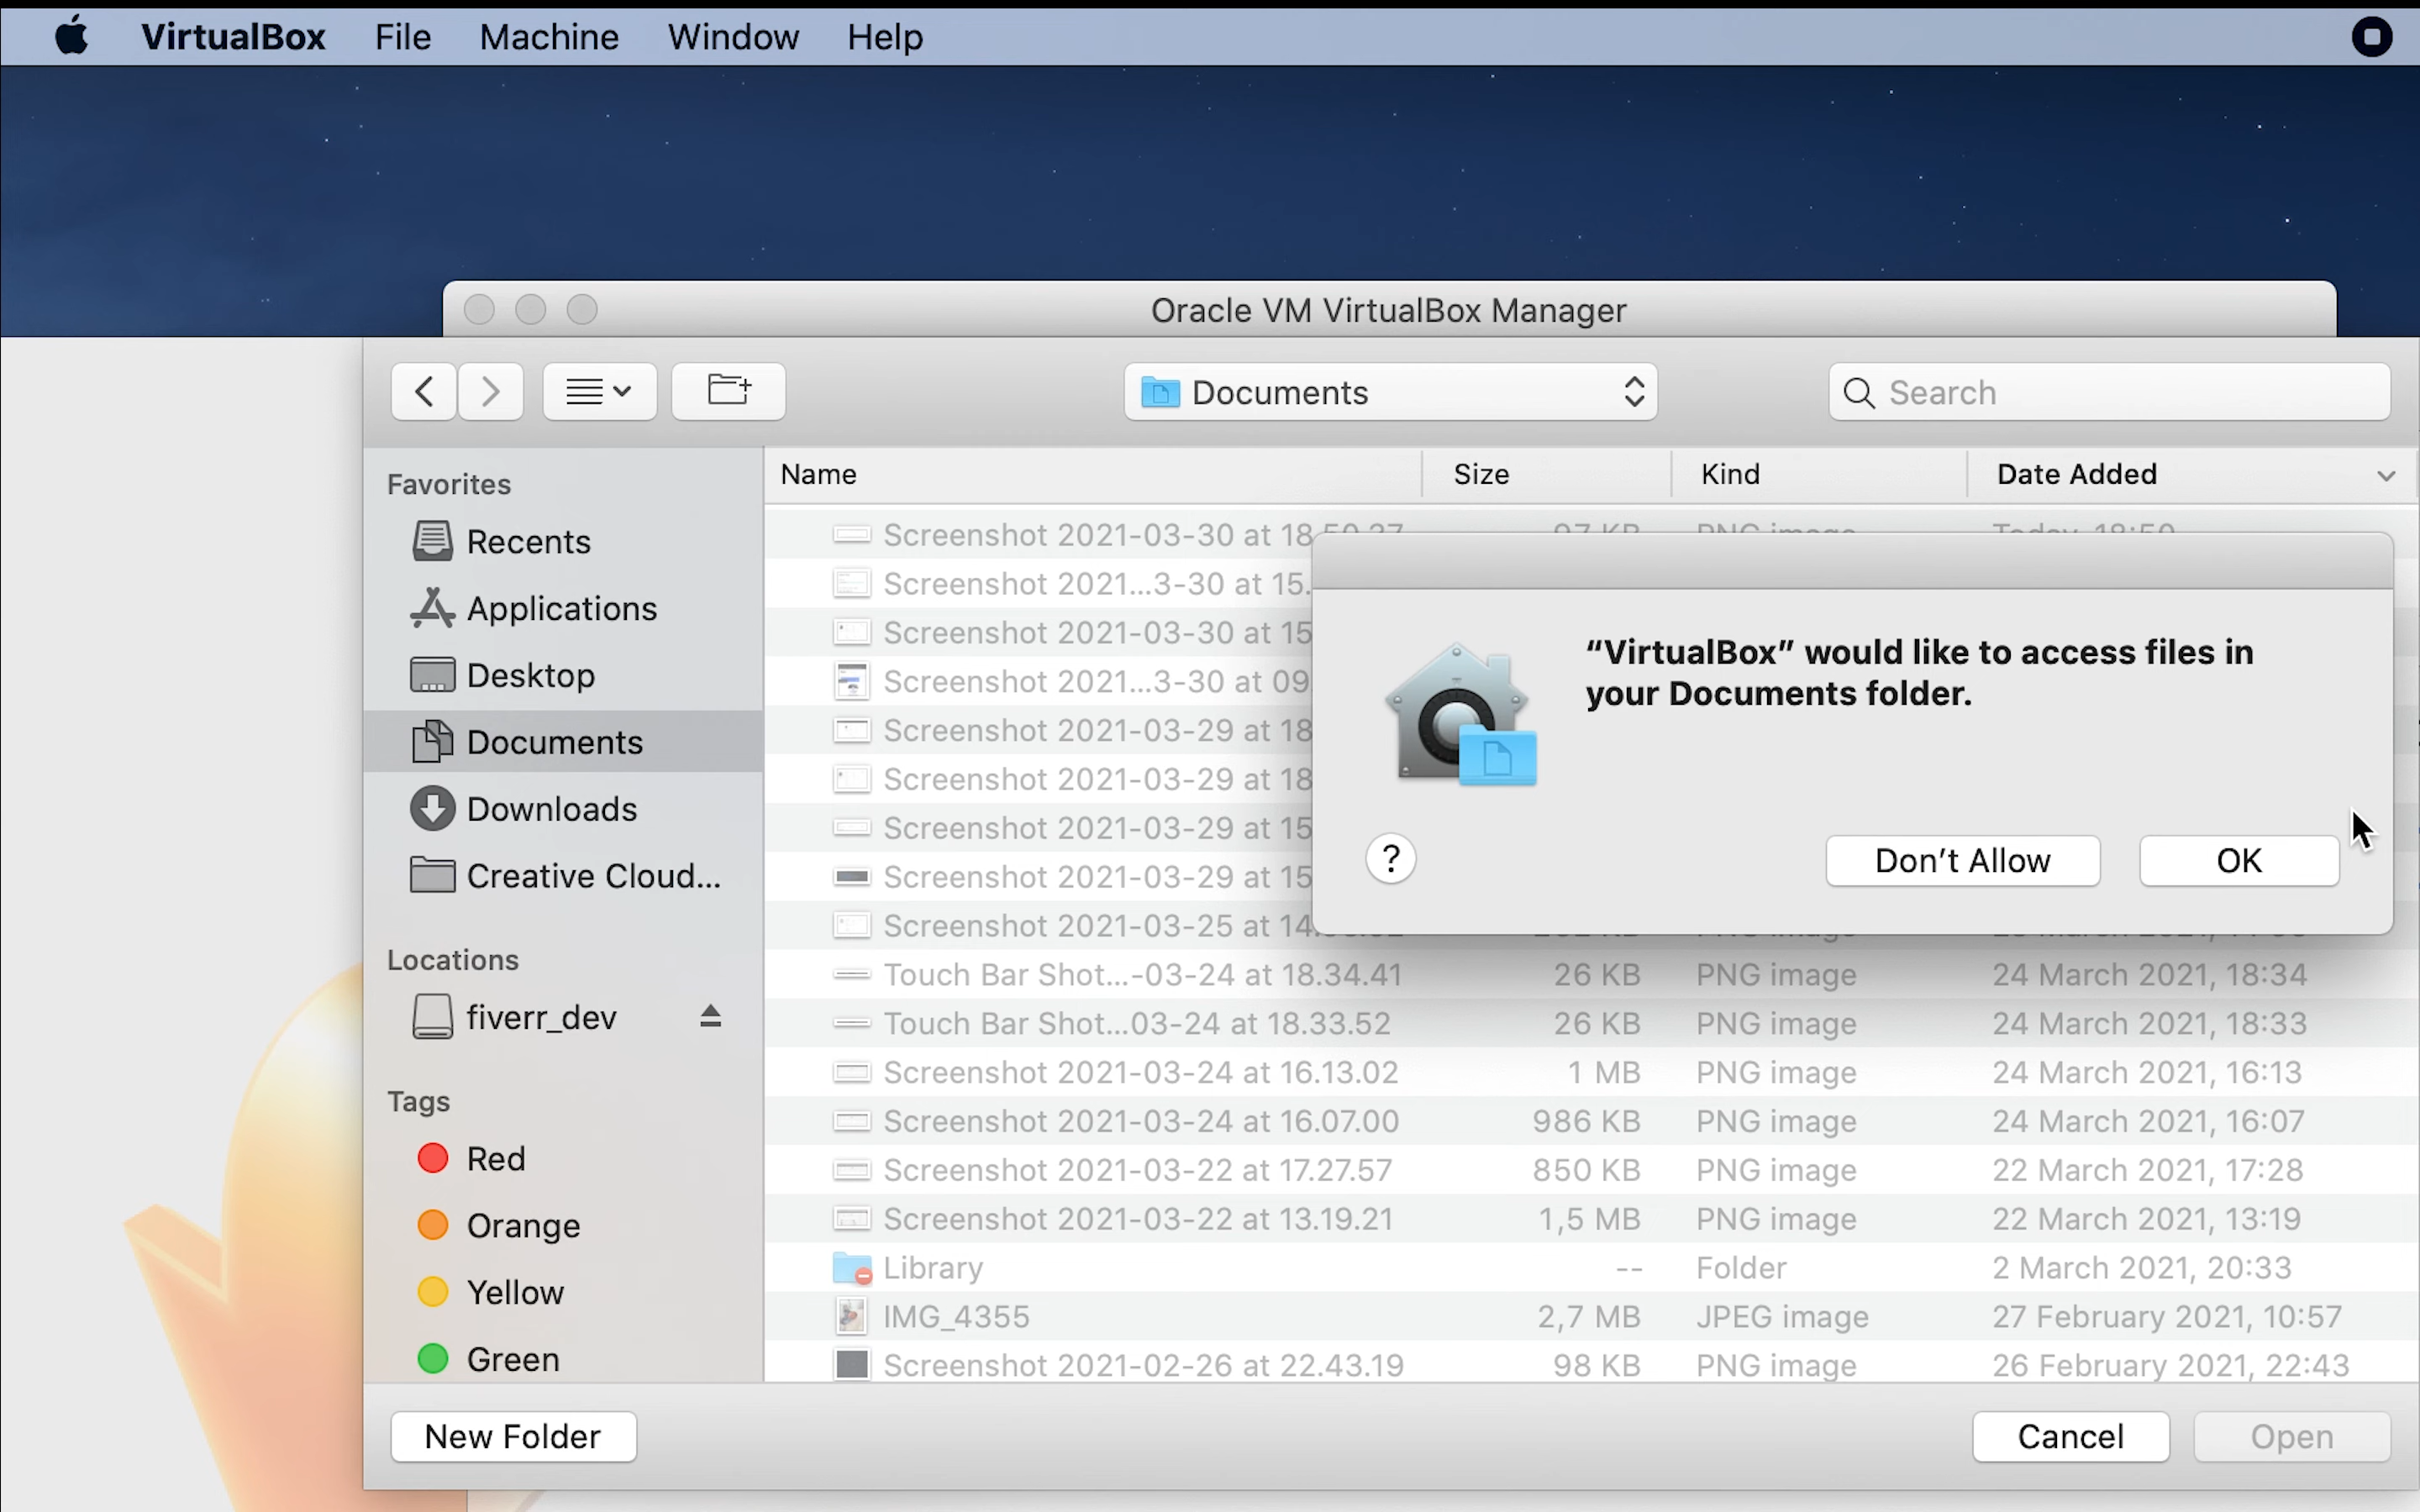 VirtualBox File Machine Window Help
Oracle VM VirtualBox Manager
Documents
Search
Favorites
Recents
Applications
Desktop
Documents
Downloads
Creative Cloud...
Locations
fiverr_dev
Tags
Red
Orange
Yellow
Green
Name Size Kind Date Added
Screenshot 2021-03-30 at 18.50.27 97 KB PNG image Today, 18:50
Screenshot 2021...3-30 at 15.
Screenshot 2021-03-30 at 15
Screenshot 2021...3-30 at 09
Screenshot 2021-03-29 at 18
Screenshot 2021-03-29 at 18
Screenshot 2021-03-29 at 15
Screenshot 2021-03-29 at 15
Screenshot 2021-03-25 at 14.
Touch Bar Shot...-03-24 at 18.34.41 26 KB PNG image 24 March 2021, 18:34
Touch Bar Shot...03-24 at 18.33.52 26 KB PNG image 24 March 2021, 18:33
Screenshot 2021-03-24 at 16.13.02 1 MB PNG image 24 March 2021, 16:13
Screenshot 2021-03-24 at 16.07.00 986 KB PNG image 24 March 2021, 16:07
Screenshot 2021-03-22 at 17.27.57 850 KB PNG image 22 March 2021, 17:28
Screenshot 2021-03-22 at 13.19.21 1,5 MB PNG image 22 March 2021, 13:19
Library -- Folder 2 March 2021, 20:33
IMG_4355 2,7 MB JPEG image 27 February 2021, 10:57
Screenshot 2021-02-26 at 22.43.19 98 KB PNG image 26 February 2021, 22:43
“VirtualBox” would like to access files in
your Documents folder.
? Don’t Allow OK
New Folder Cancel Open